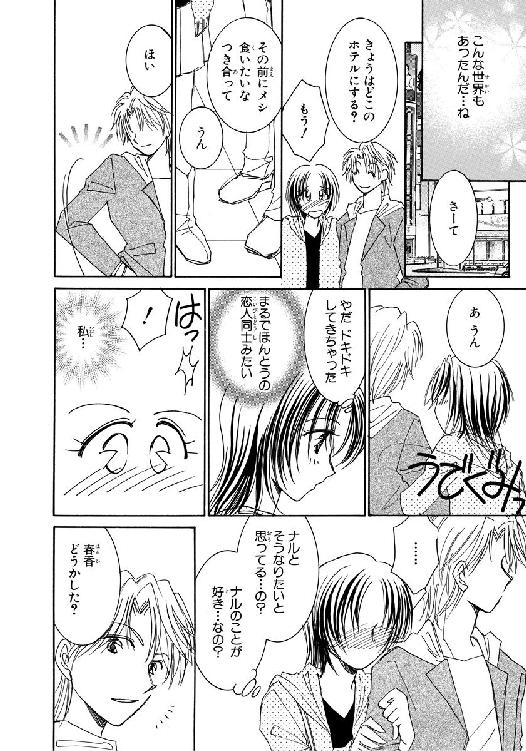 こんな世界も
あったんだ…ね
さーて
きょうはどこの
ホテルにする?
もう!
その前にメシ
食いたいな
つき合って
うん
ほい
あ うん
うでぐみっ
やだ ドキドキ
してきちゃった
まるでほんとうの
恋人同士みたい
はっ
!
私…
……
ナルと
そうなりたいと
思ってる…の?
ナルのことが
好き…なの?
春香
どうかした?